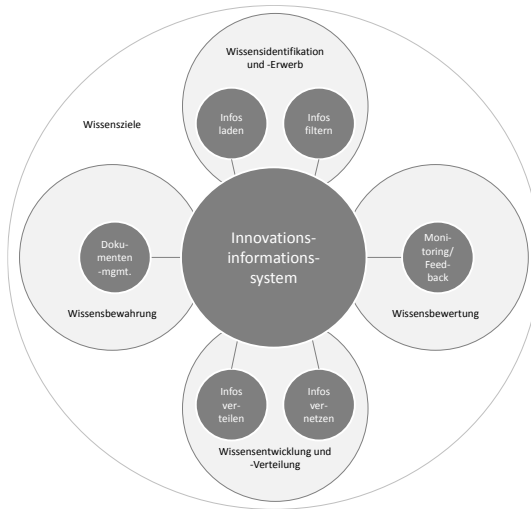 Wissensidentifikation
und -Erwerb
Infos
laden
Infos
filtern
Wissensziele
Innovations-
informations-
system
Doku-
menten
-mgmt.
Wissensbewahrung
Moni-
toring/
Feed-
back
Wissensbewertung
Infos
ver-
teilen
Infos
ver-
netzen
Wissensentwicklung und
-Verteilung